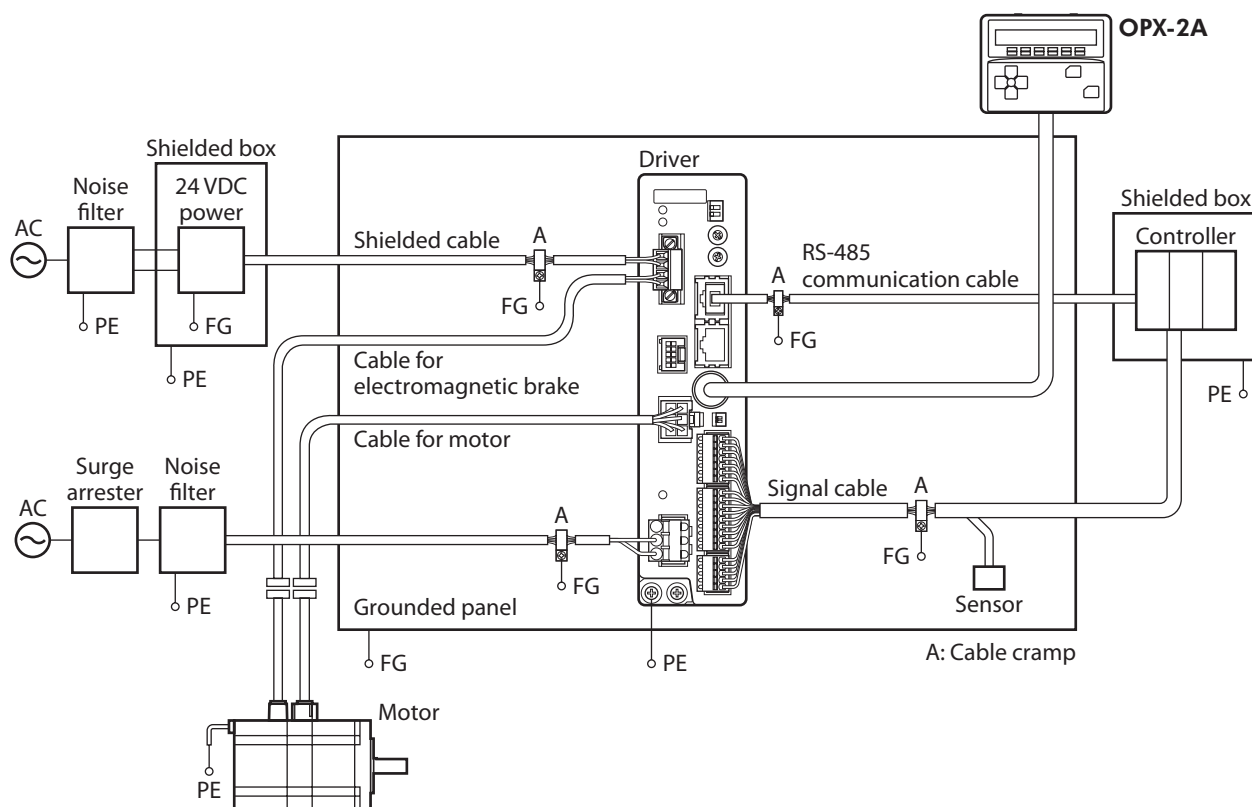 OPX-2A
Shielded box
Driver
Noise
filter
24 VDC
power
Shielded box
AC
Controller
Shielded cable
A
RS-485
communication cable
A
FG
PE
FG
FG
PE
Cable for
electromagnetic brake
PE
Cable for motor
Surge
arrester
Noise
filter
Signal cable
A
AC
A
FG
FG
PE
Sensor
Grounded panel
FG
PE
A: Cable cramp
Motor
PE